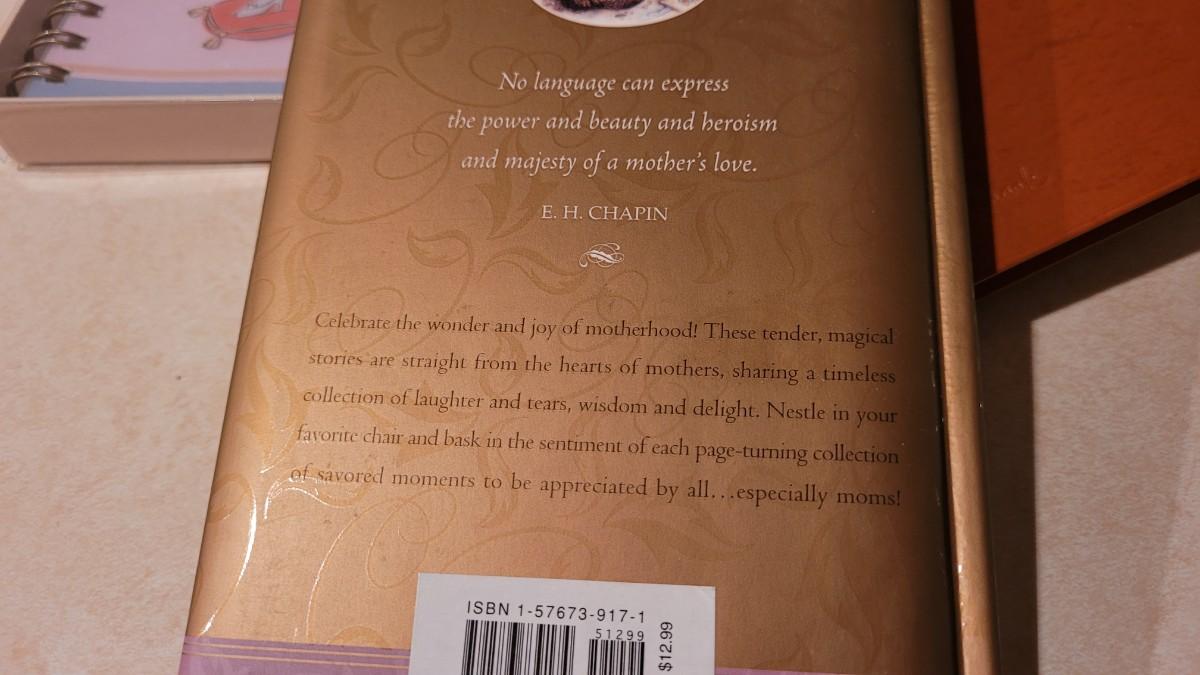 No language can express
the power and beauty and heroism
and majesty of a mother's love.
E. H. CHAPIN
Celebrate the wonder and joy of motherhood! These tender, magical
stories are straight from the hearts of mothers, sharing a timeless
collection of laughter and tears, wisdom and delight. Nestle in your
favorite chair and bask in the sentiment of each page-turning collection
of savored moments to be appreciated by all...especially moms!
ISBN 1-57673-917-1
51299
$12.99